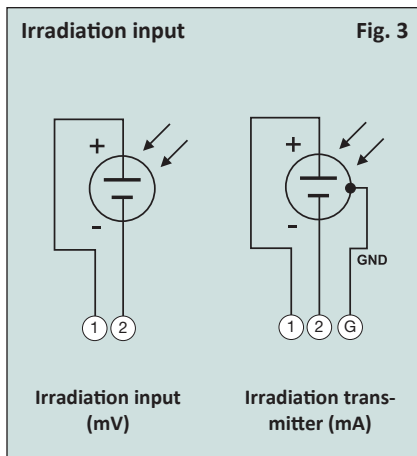 Irradiation input
Fig. 3
+
-
1 2
+
-
GND
1 2 G
Irradiation input
(mV)
Irradiation trans-
mitter (mA)